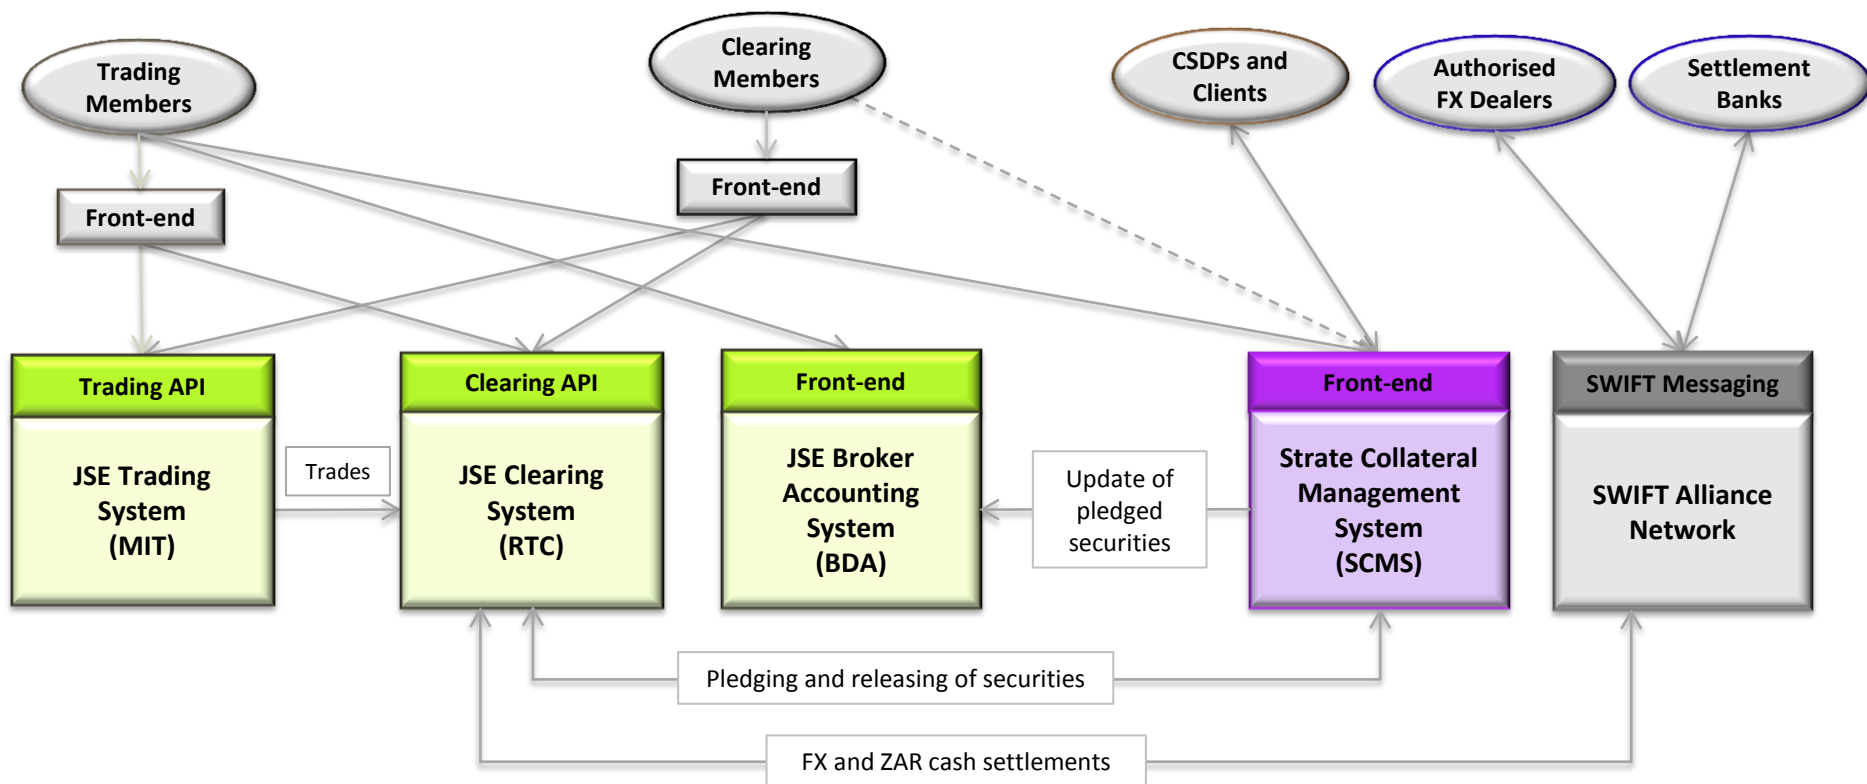 Trading
Members
Clearing
Members
CSDPs and
Clients
Authorised
FX Dealers
Settlement
Banks
Front-end
Front-end
Trading API
Clearing API
Front-end
Front-end
SWIFT Messaging
JSE Trading
System
(MIT)
Trades
JSE Clearing
System
(RTC)
JSE Broker
Accounting
System
(BDA)
Update of
pledged
securities
Strate Collateral
Management
System
(SCMS)
SWIFT Alliance
Network
Pledging and releasing of securities
FX and ZAR cash settlements